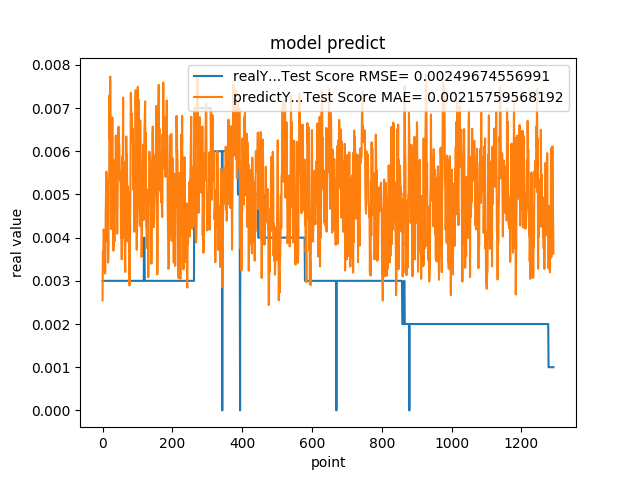 model predict
realY...Test Score RMSE= 0.00249674556991
predictY...Test Score MAE= 0.00215759568192
0.008
0.007
0.006
0.005
0.004
0.003
0.002
0.001
0.000
real value
0 200 400 600 800 1000 1200
point